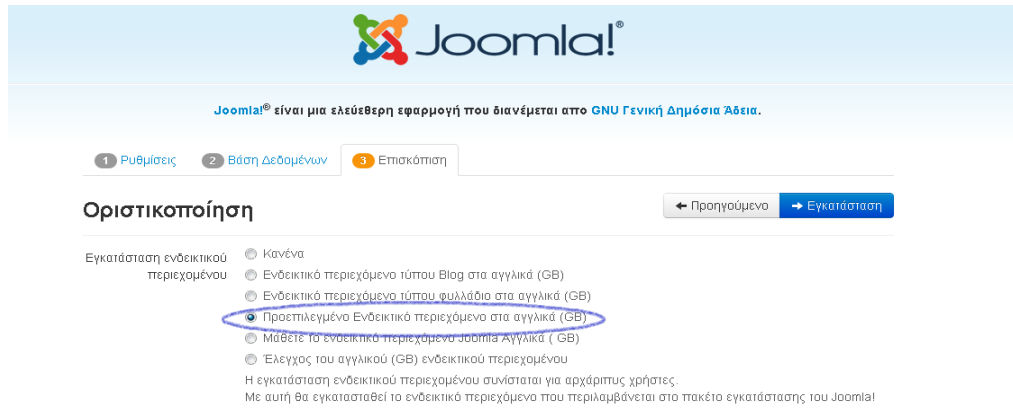 Joomla!®
Joomla!® είναι μια ελεύεθερη εφαρμογή που διανέμεται απο GNU Γενική Δημόσια Άδεια.
1 Ρυθμίσεις 2 Βάση Δεδομένων 3 Επισκόπιση
Οριστικοποίηση
Προηγούμενο Εγκατάσταση
Εγκατάσταση ενδεικτικού περιεχομένου
Κανένα
Ενδεικτικό περιεχόμενο τύπου Blog στα αγγλικά (GB)
Ενδεικτικό περιεχόμενο τύπου φυλλάδιο στα αγγλικά (GB)
Προεπιλεγμένο Ενδεικτικό περιεχόμενο στα αγγλικά (GB)
Μάθετε το ενδεικτικό περιεχόμενο Joomla Αγγλικά ( GB)
Έλεγχος του αγγλικού (GB) ενδεικτικού περιεχομένου
Η εγκατάσταση ενδεικτικού περιεχομένου συνίσταται για αρχάριπυς χρήστες.
Με αυτή θα εγκατασταθεί το ενδεικτικό περιεχόμενο που περιλαμβάνεται στο πακέτο εγκατάστασης του Joomla!